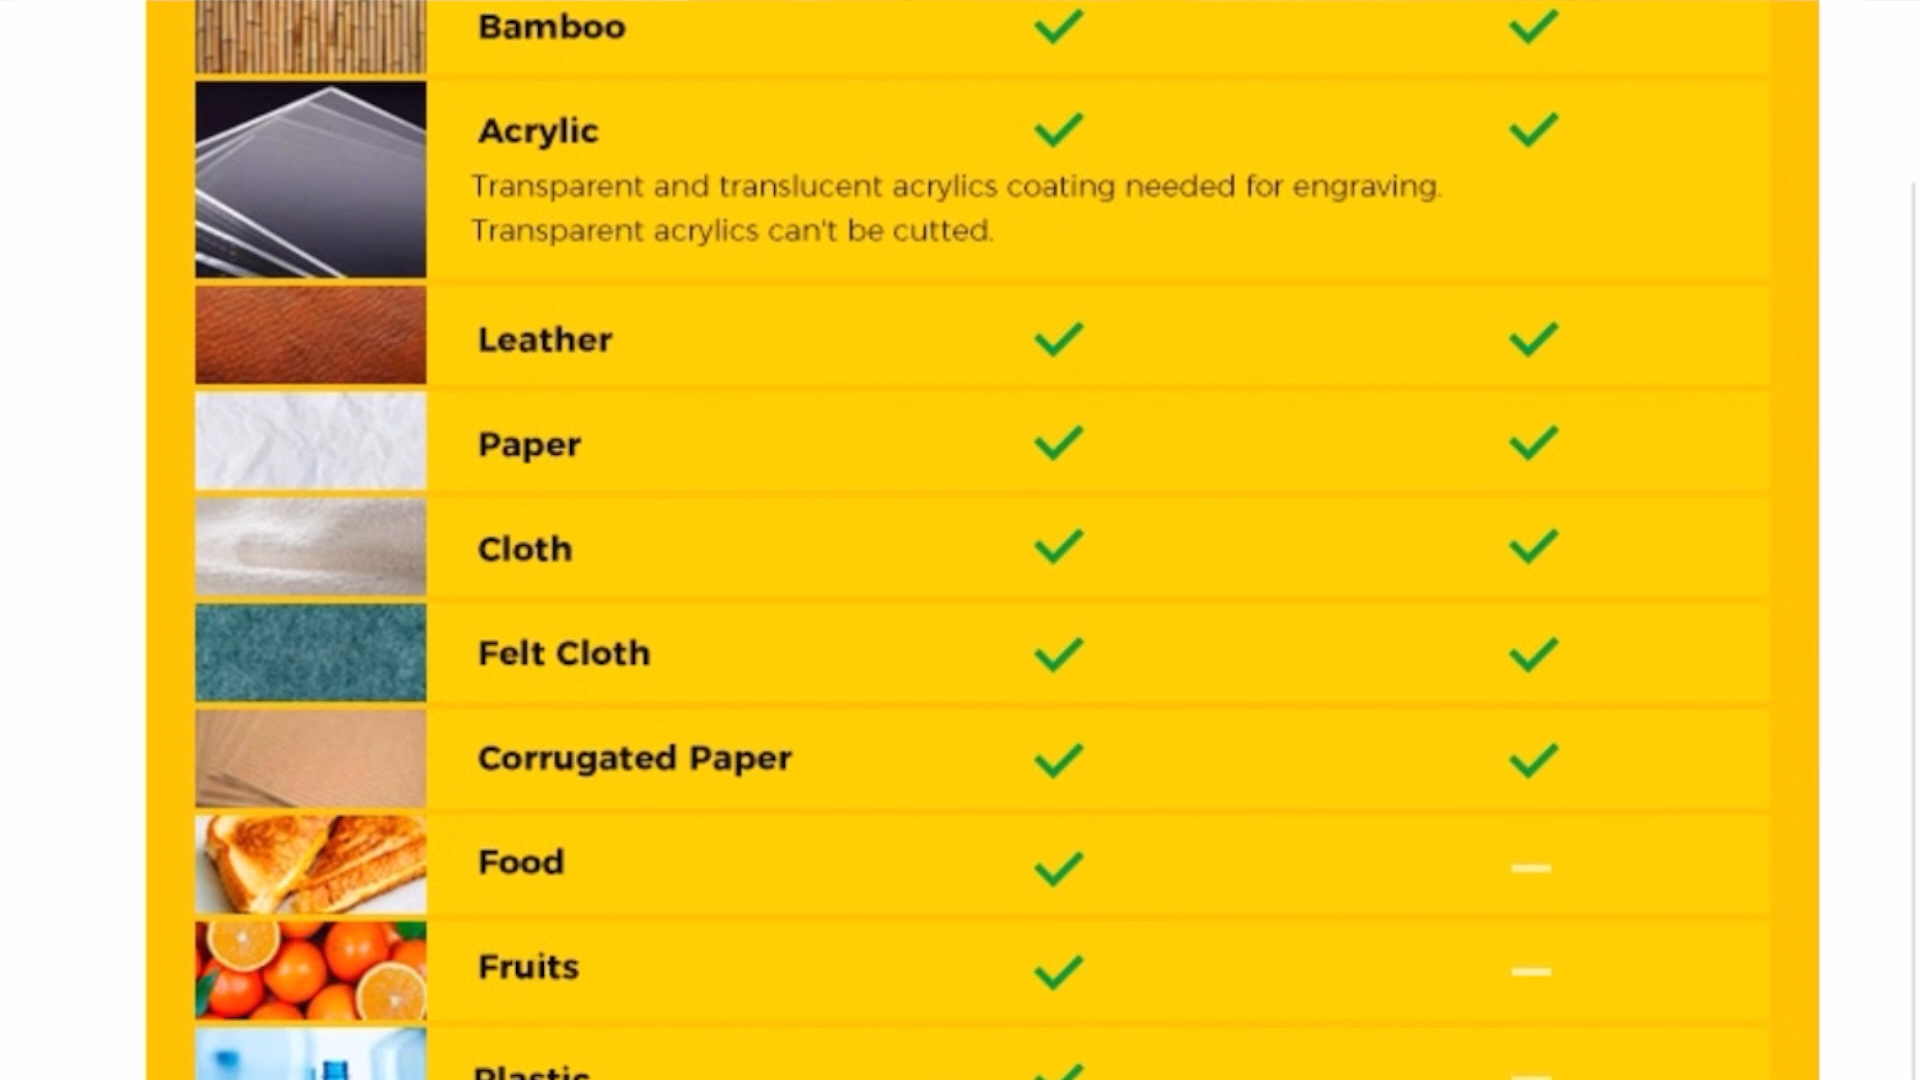 Bamboo
Acrylic
Transparent and translucent acrylics coating needed for engraving.
Transparent acrylics can't be cutted.
Leather
Paper
Cloth
Felt Cloth
Corrugated Paper
Food
Fruits
Plastic